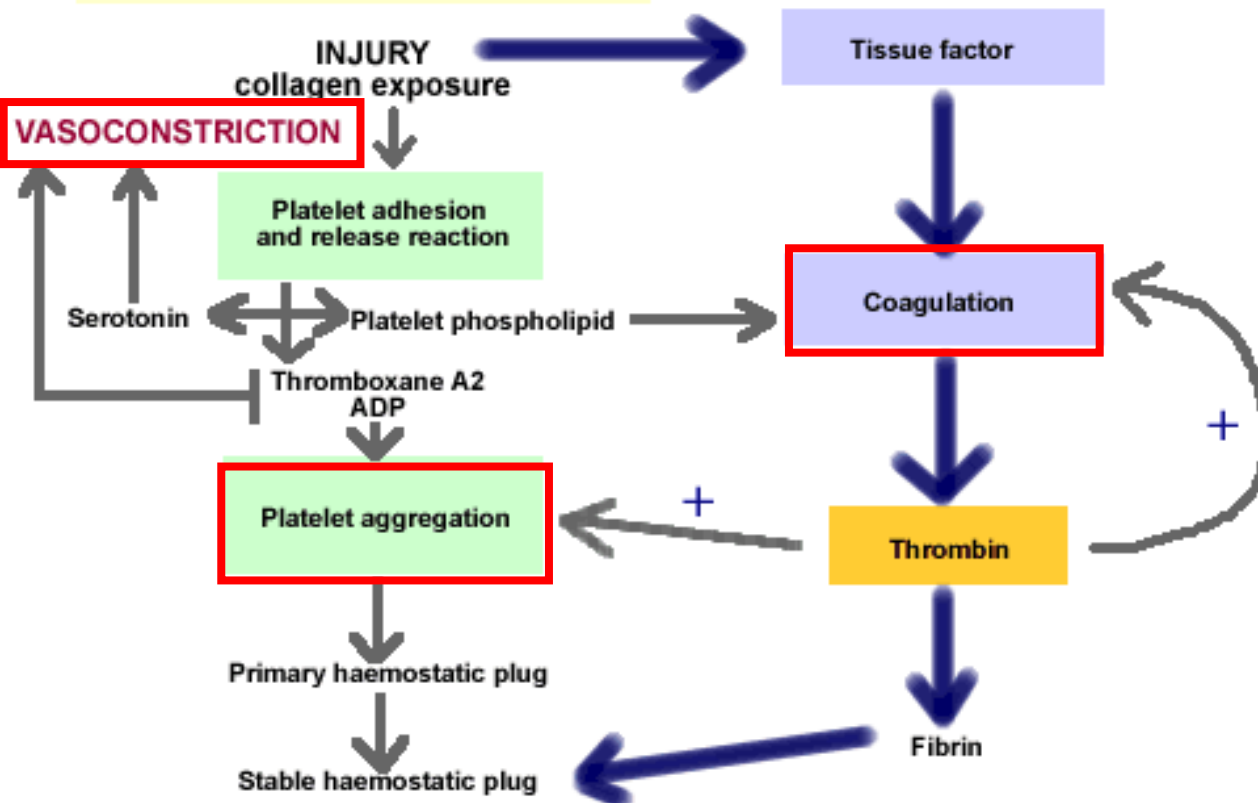 INJURY
collagen exposure
Tissue factor
VASOCONSTRICTION
Platelet adhesion
and release reaction
Coagulation
Serotonin
Platelet phospholipid
Thromboxane A2
ADP
+
+
Platelet aggregation
Thrombin
Primary haemostatic plug
Fibrin
Stable haemostatic plug